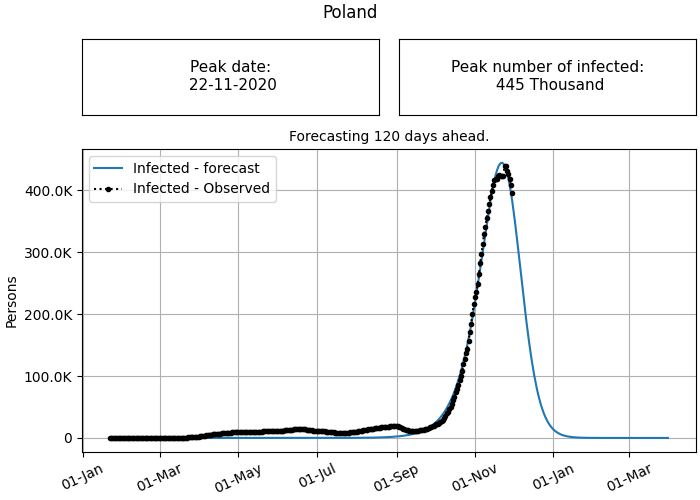 Poland
Peak date:
22-11-2020
Peak number of infected:
445 Thousand
Forecasting 120 days ahead.
Infected - forecast
Infected - Observed
400.0K
300.0K
200.0K
100.0K
0
Persons
01-Jan
01-Mar
01-May
01-Jul
01-Sep
01-Nov
01-Jan
01-Mar